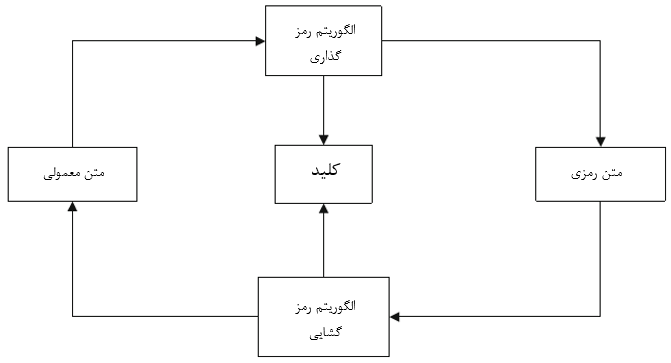 الگوریتم رمز
گذاری
متن معمولی
کلید
متن رمزی
الگوریتم رمز
گشایی